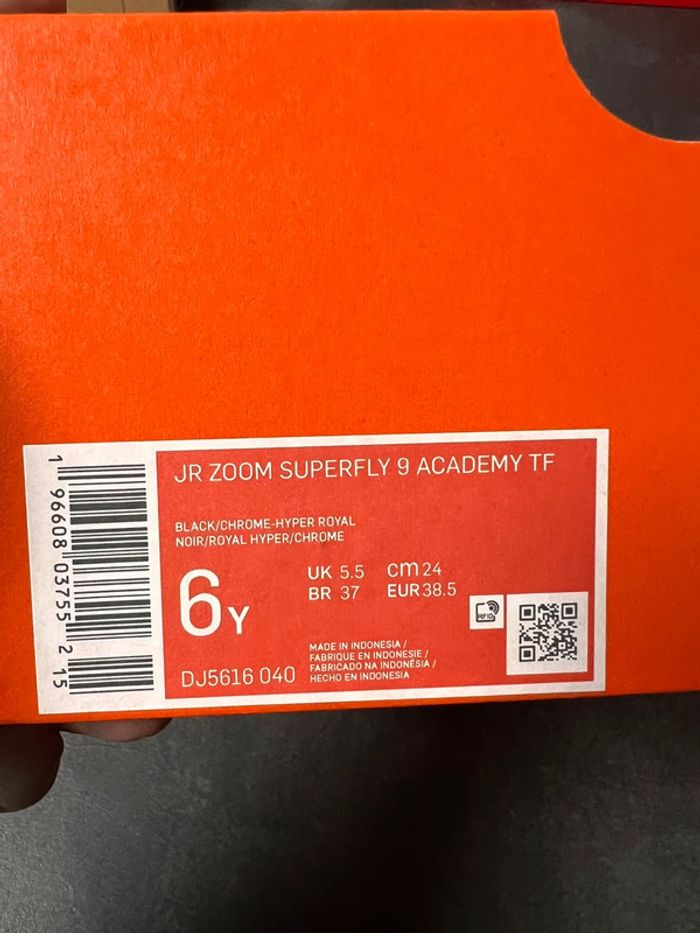 JR ZOOM SUPERFLY 9 ACADEMY TF
BLACK/CHROME-HYPER ROYAL
NOIR/ROYAL HYPER/CHROME
6Y
UK 5.5 cm 24
BR 37 EUR 38.5
DJ5616 040
MADE IN INDONESIA /
FABRIQUE EN INDONESIE /
FABRICADO NA INDONÉSIA /
HECHO EN INDONESIA
RFID
1 96608 03755 2 15